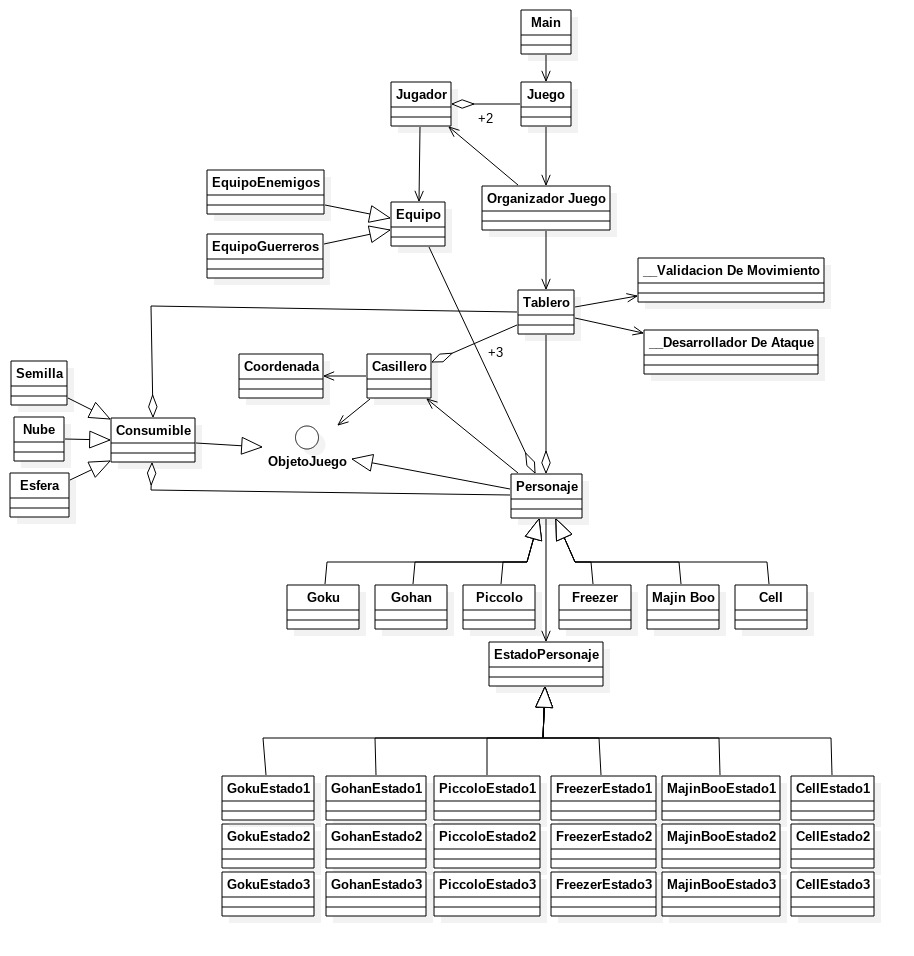 Main
Jugador
Juego
+2
EquipoEnemigos
Organizador Juego
Equipo
EquipoGuerreros
__Validacion De Movimiento
Tablero
__Desarrollador De Ataque
+3
Semilla
Coordenada
Casillero
Nube
Consumible
ObjetoJuego
Esfera
Personaje
Goku
Gohan
Piccolo
Freezer
Majin Boo
Cell
EstadoPersonaje
GokuEstado1
GohanEstado1
PiccoloEstado1
FreezerEstado1
MajinBooEstado1
CellEstado1
GokuEstado2
GohanEstado2
PiccoloEstado2
FreezerEstado2
MajinBooEstado2
CellEstado2
GokuEstado3
GohanEstado3
PiccoloEstado3
FreezerEstado3
MajinBooEstado3
CellEstado3